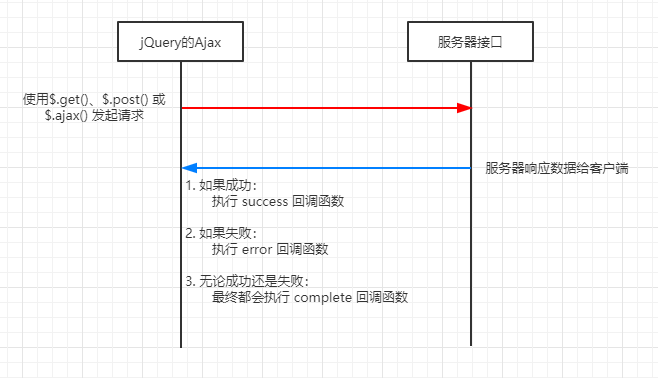 jQuery的Ajax
服务器接口
使用$.get()、$.post() 或
$.ajax() 发起请求
服务器响应数据给客户端
1. 如果成功：
执行 success 回调函数
2. 如果失败：
执行 error 回调函数
3. 无论成功还是失败：
最终都会执行 complete 回调函数